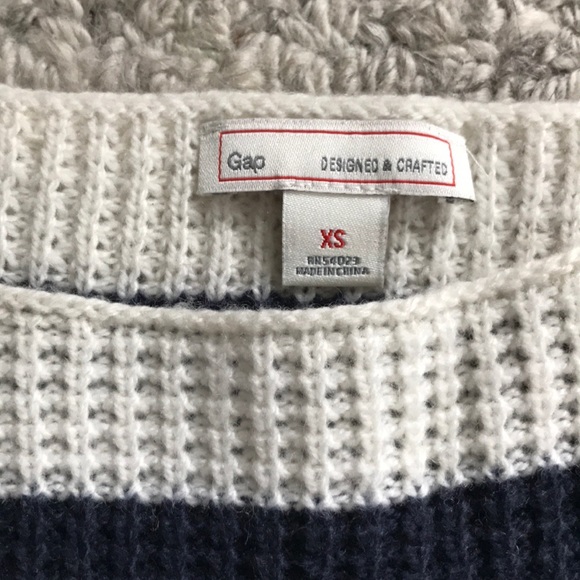 Gap DESIGNED & CRAFTED
XS
RN54023
MADE IN CHINA